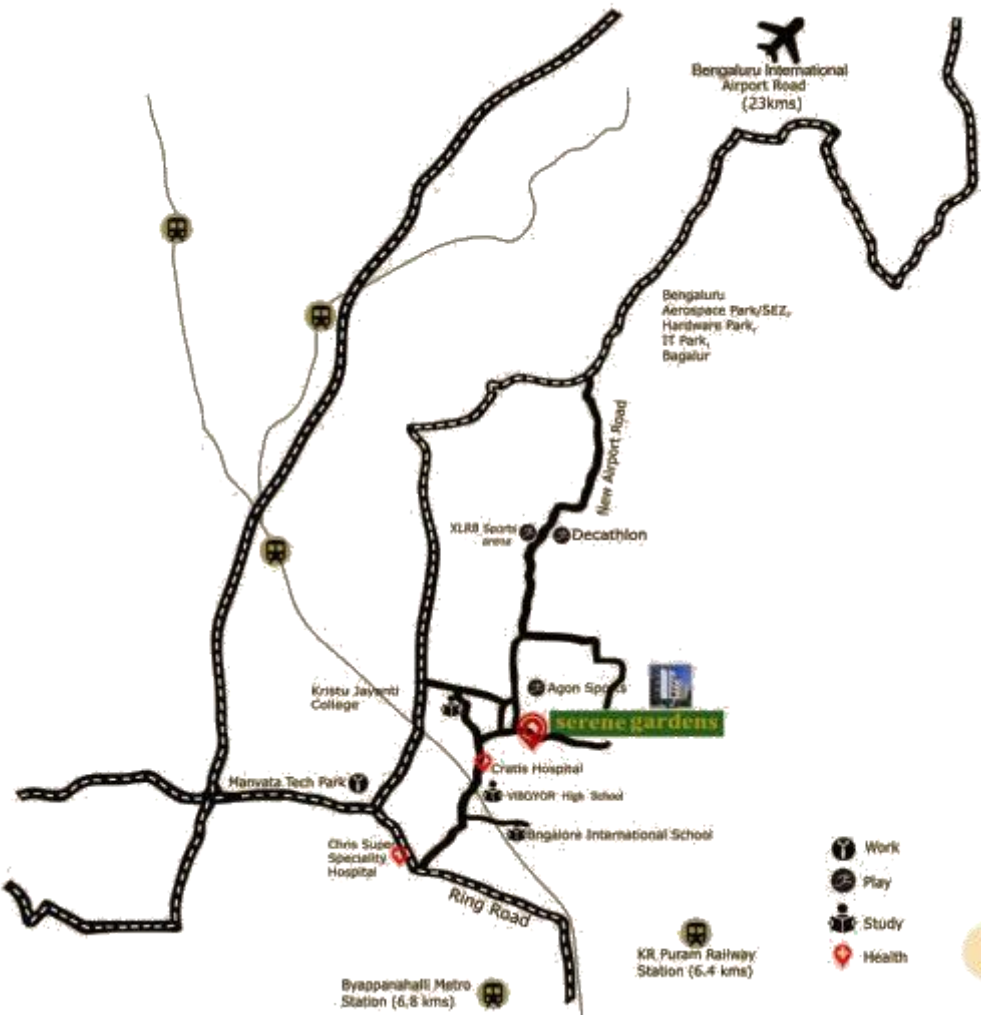 Bengaluru International
Airport Road
(23kms)
Bengaluru
Aerospace Park/SEZ,
Hardware Park,
IT Park,
Bagalur
New Airport Road
XLR8 Sports
arena
Decathlon
Kristu Jayanti
College
Agon Sports
serene gardens
Cratis Hospital
Manyata Tech Park
VIBGYOR High School
Bngalore International School
Chris Super
Speciality
Hospital
Ring Road
Work
Play
Study
Health
KR Puram Railway
Station (6.4 kms)
Byappanahalli Metro
Station (6.8 kms)